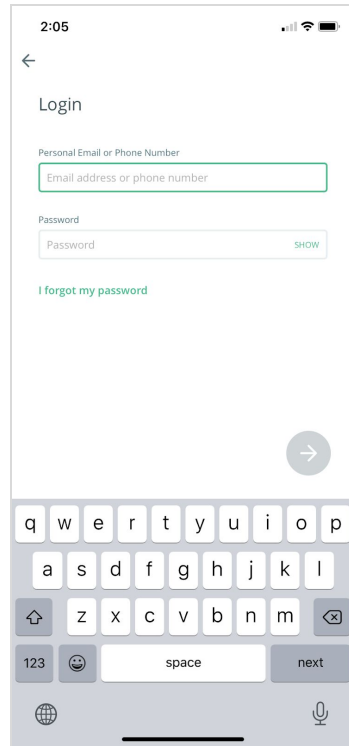 2:05
Login
Personal Email or Phone Number
Email address or phone number
Password
Password SHOW
I forgot my password
q w e r t y u i o p
a s d f g h j k l
z x c v b n m
123 space next